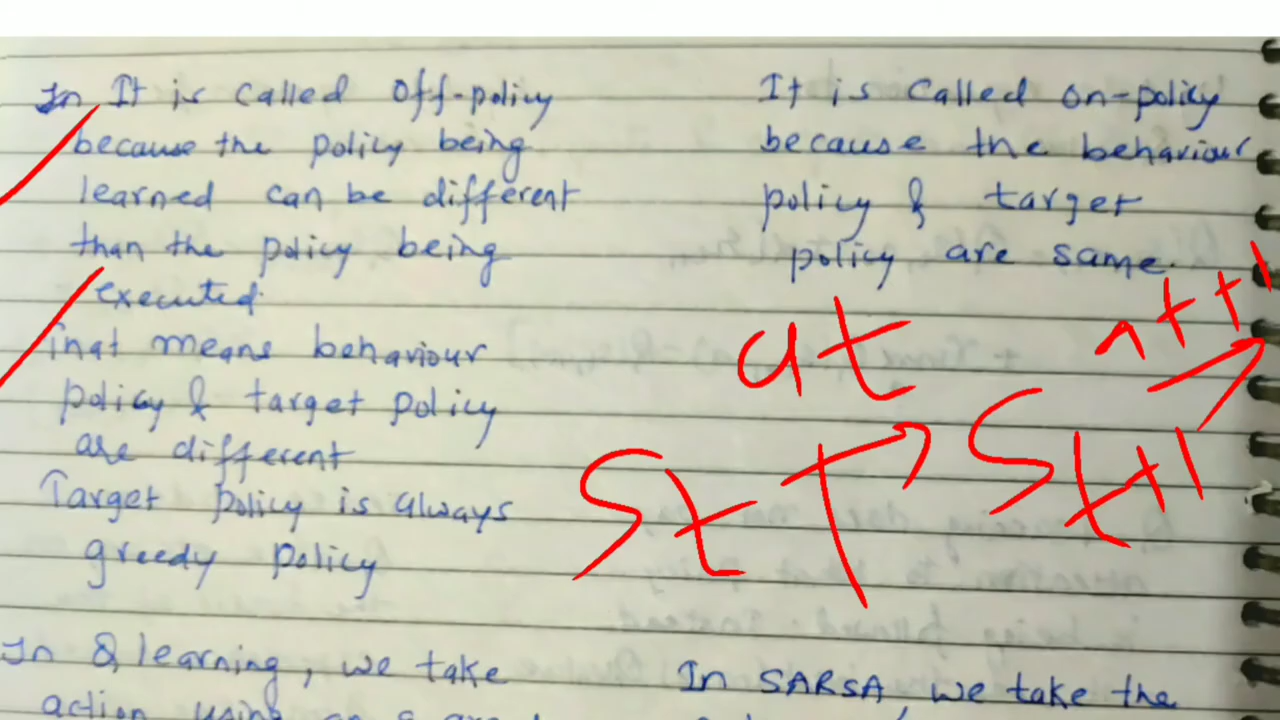 In It is called off-policy
because the policy being
learned can be different
than the policy being
executed.
That means behaviour
policy & target policy
are different
Target policy is always
greedy policy
In Q learning, we take
action using
It is called on-policy
because the behaviour
policy & target
policy are same.
at
St → St+1
at+1
In SARSA, we take the